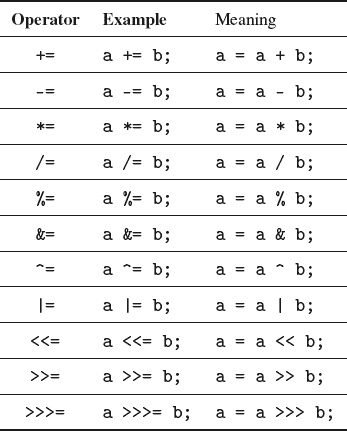 Operator Example Meaning
+= a += b; a = a + b;
-= a -= b; a = a - b;
*= a *= b; a = a * b;
/= a /= b; a = a / b;
%= a %= b; a = a % b;
&= a &= b; a = a & b;
^= a ^= b; a = a ^ b;
|= a |= b; a = a | b;
<<= a <<= b; a = a << b;
>>= a >>= b; a = a >> b;
>>>= a >>>= b; a = a >>> b;